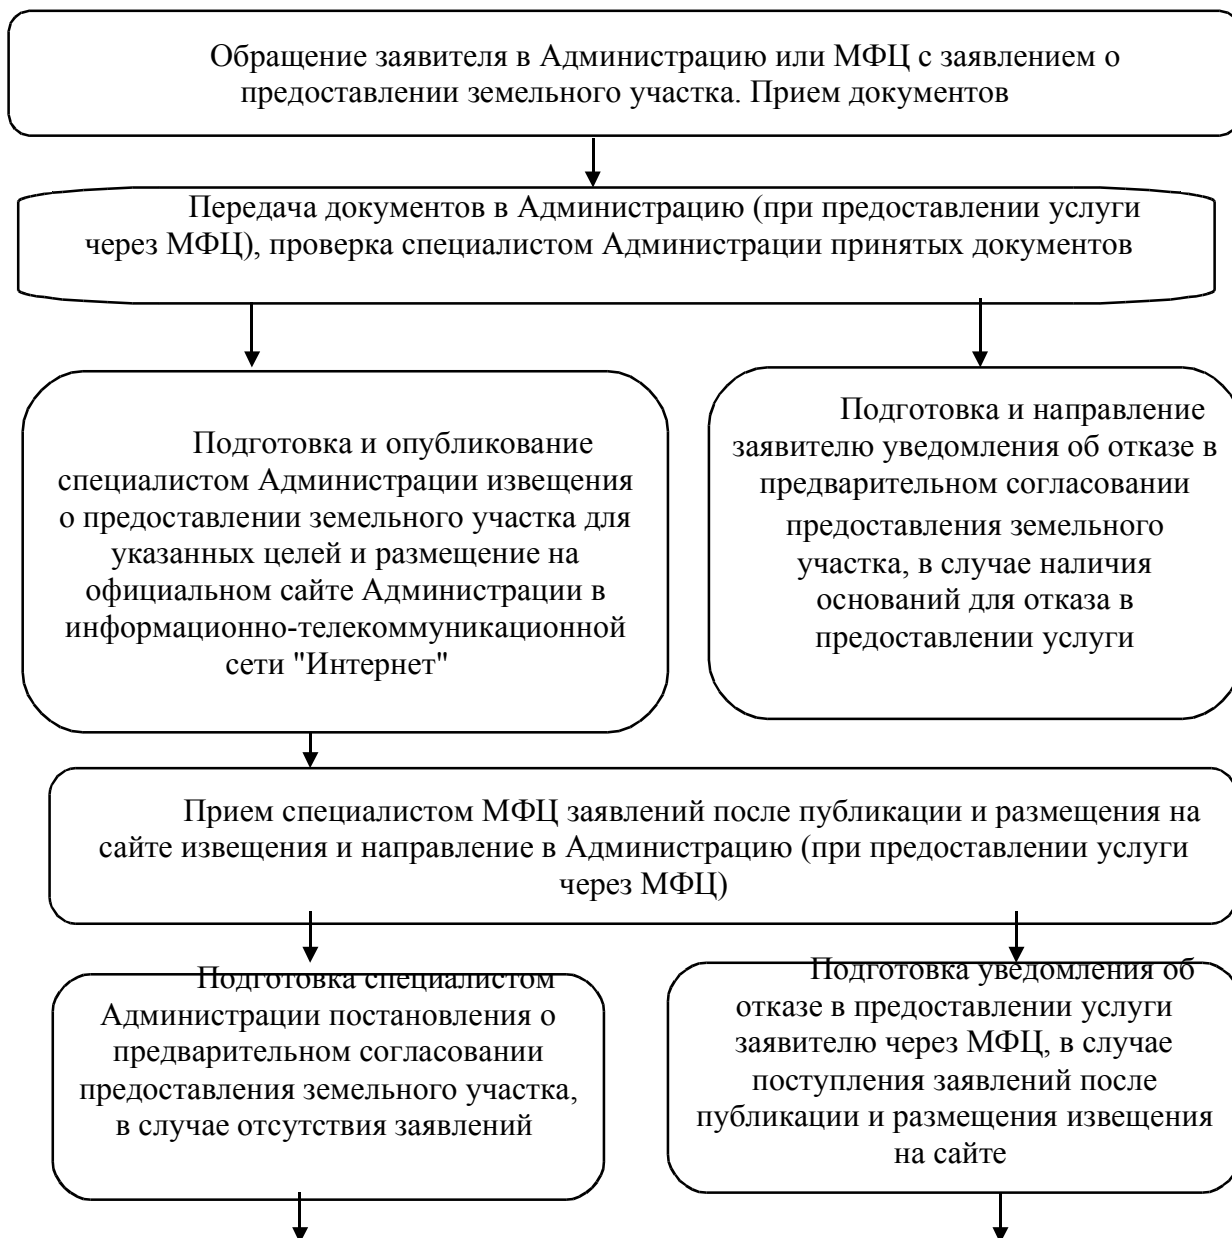 Обращение заявителя в Администрацию или МФЦ с заявлением о
предоставлении земельного участка. Прием документов
Передача документов в Администрацию (при предоставлении услуги
через МФЦ), проверка специалистом Администрации принятых документов
Подготовка и опубликование
специалистом Администрации извещения
о предоставлении земельного участка для
указанных целей и размещение на
официальном сайте Администрации в
информационно-телекоммуникационной
сети "Интернет"
Подготовка и направление
заявителю уведомления об отказе в
предварительном согласовании
предоставления земельного
участка, в случае наличия
оснований для отказа в
предоставлении услуги
Прием специалистом МФЦ заявлений после публикации и размещения на
сайте извещения и направление в Администрацию (при предоставлении услуги
через МФЦ)
Подготовка специалистом
Администрации постановления о
предварительном согласовании
предоставления земельного участка,
в случае отсутствия заявлений
Подготовка уведомления об
отказе в предоставлении услуги
заявителю через МФЦ, в случае
поступления заявлений после
публикации и размещения извещения
на сайте